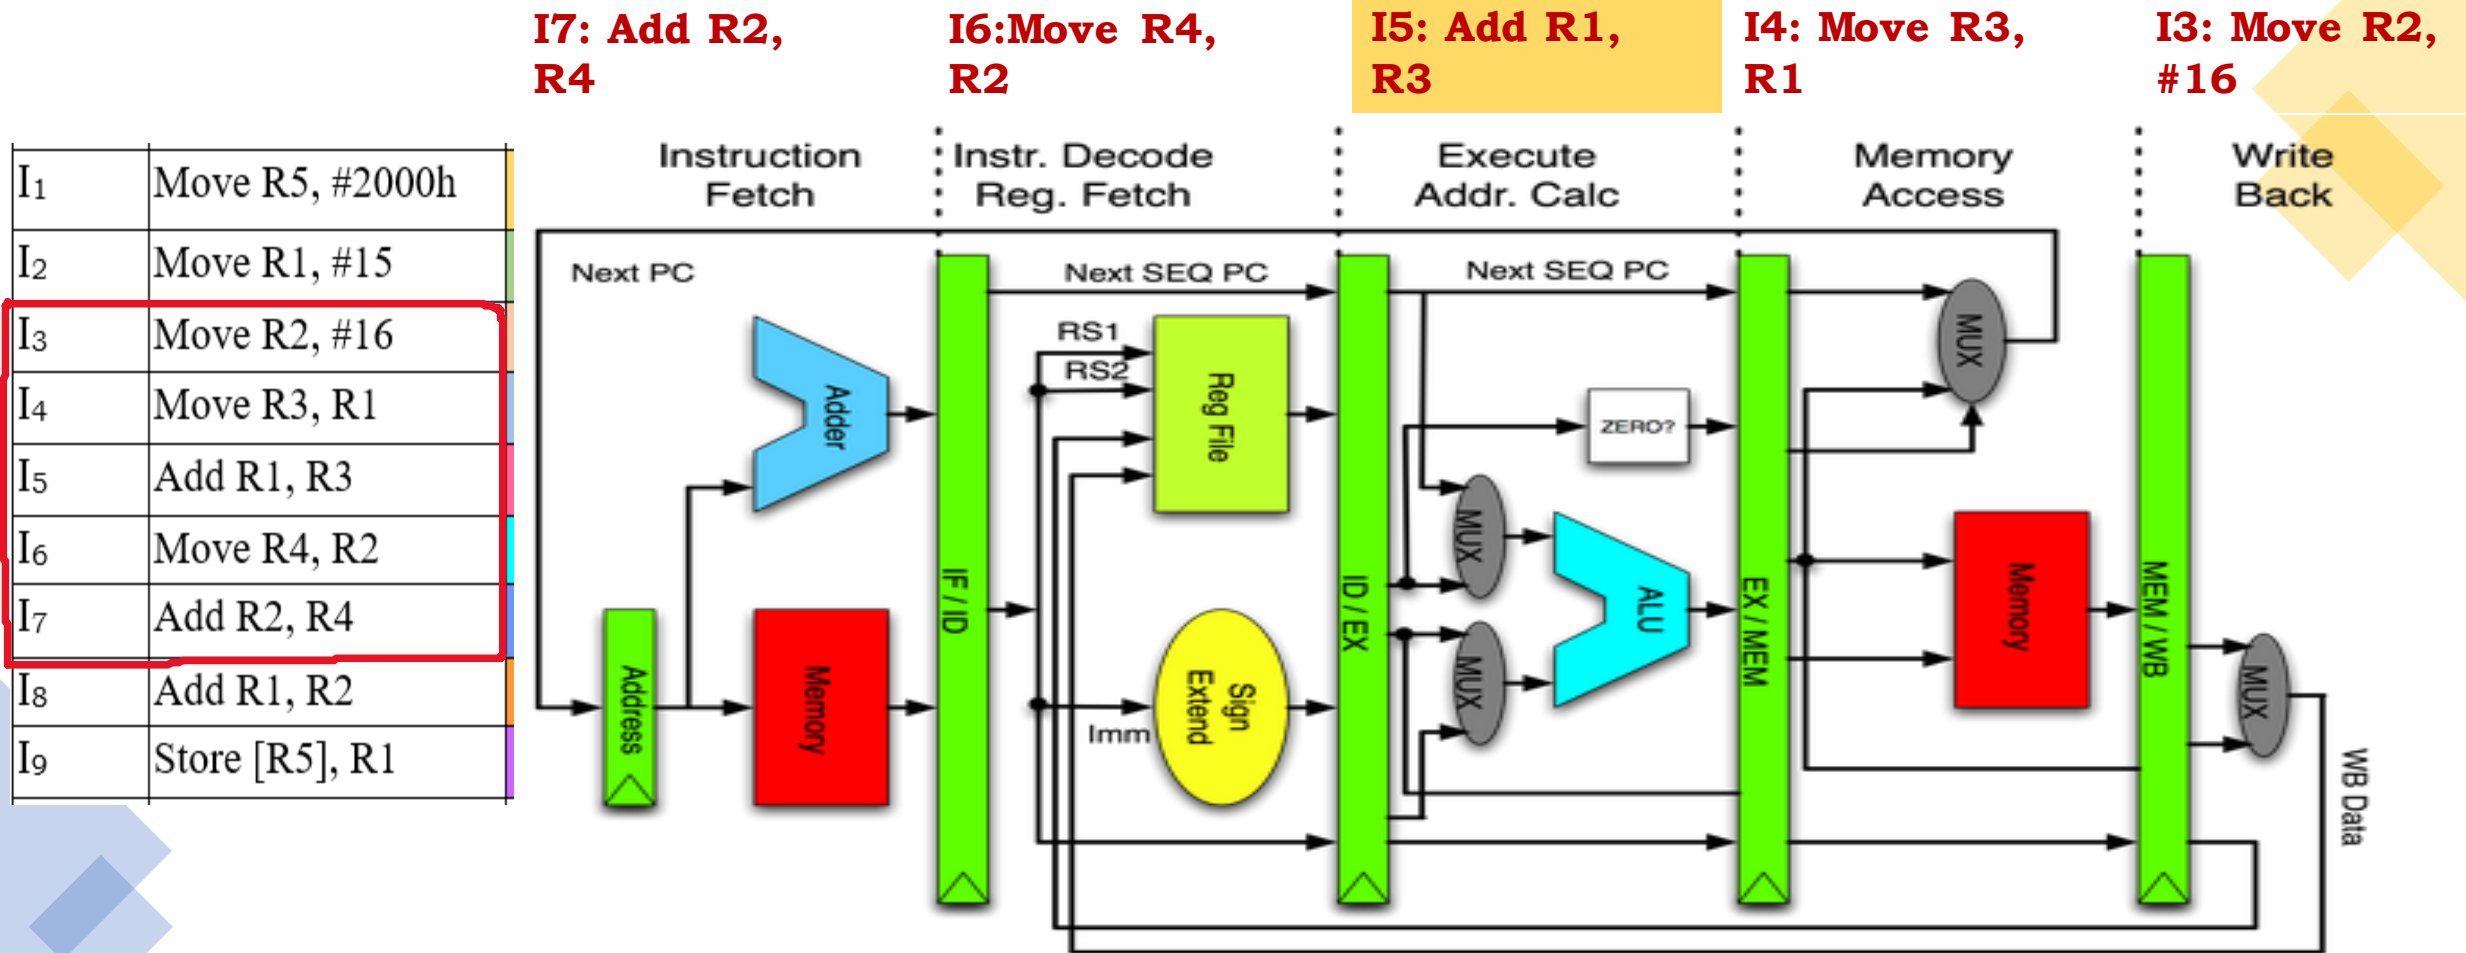 I7: Add R2,
R4
I6:Move R4,
R2
I5: Add R1,
R3
I4: Move R3,
R1
I3: Move R2,
#16
I1 Move R5, #2000h
I2 Move R1, #15
I3 Move R2, #16
I4 Move R3, R1
I5 Add R1, R3
I6 Move R4, R2
I7 Add R2, R4
I8 Add R1, R2
I9 Store [R5], R1
Instruction
Fetch
Instr. Decode
Reg. Fetch
Execute
Addr. Calc
Memory
Access
Write
Back
Next PC
Next SEQ PC
Next SEQ PC
RS1
RS2
Adder
Reg File
ZERO?
MUX
MUX
MUX
MUX
IF / ID
ID / EX
EX / MEM
MEM / WB
ALU
Address
Memory
Sign
Extend
Imm
Memory
WB Data